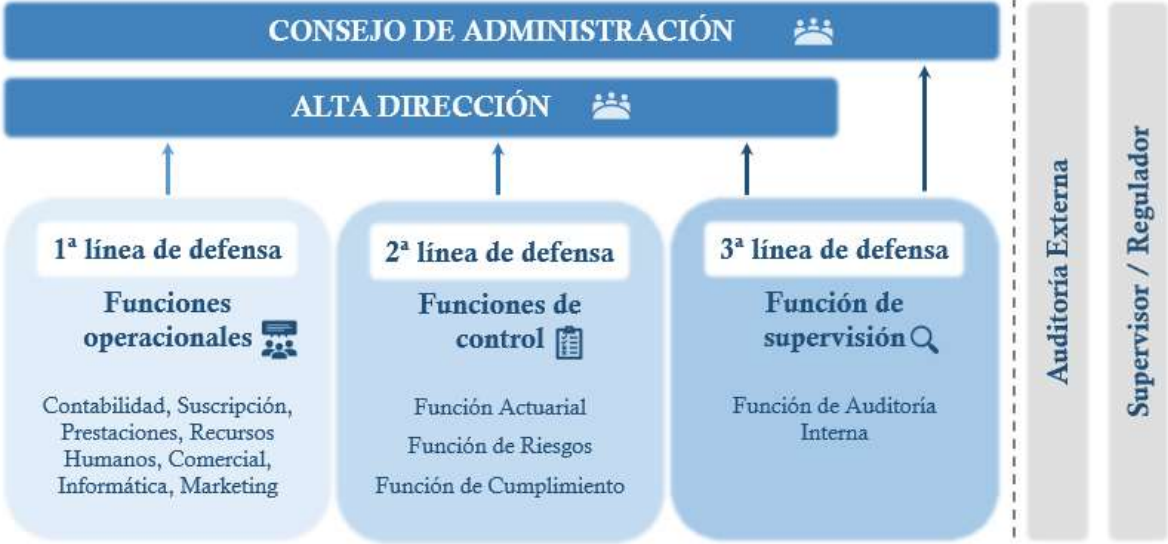 CONSEJO DE ADMINISTRACIÓN
ALTA DIRECCIÓN
1ª línea de defensa
Funciones
operacionales
Contabilidad, Suscripción,
Prestaciones, Recursos
Humanos, Comercial,
Informática, Marketing
2ª línea de defensa
Funciones de
control
Función Actuarial
Función de Riesgos
Función de Cumplimiento
3ª línea de defensa
Función de
supervisión
Función de Auditoría
Interna
Auditoría Externa
Supervisor / Regulador